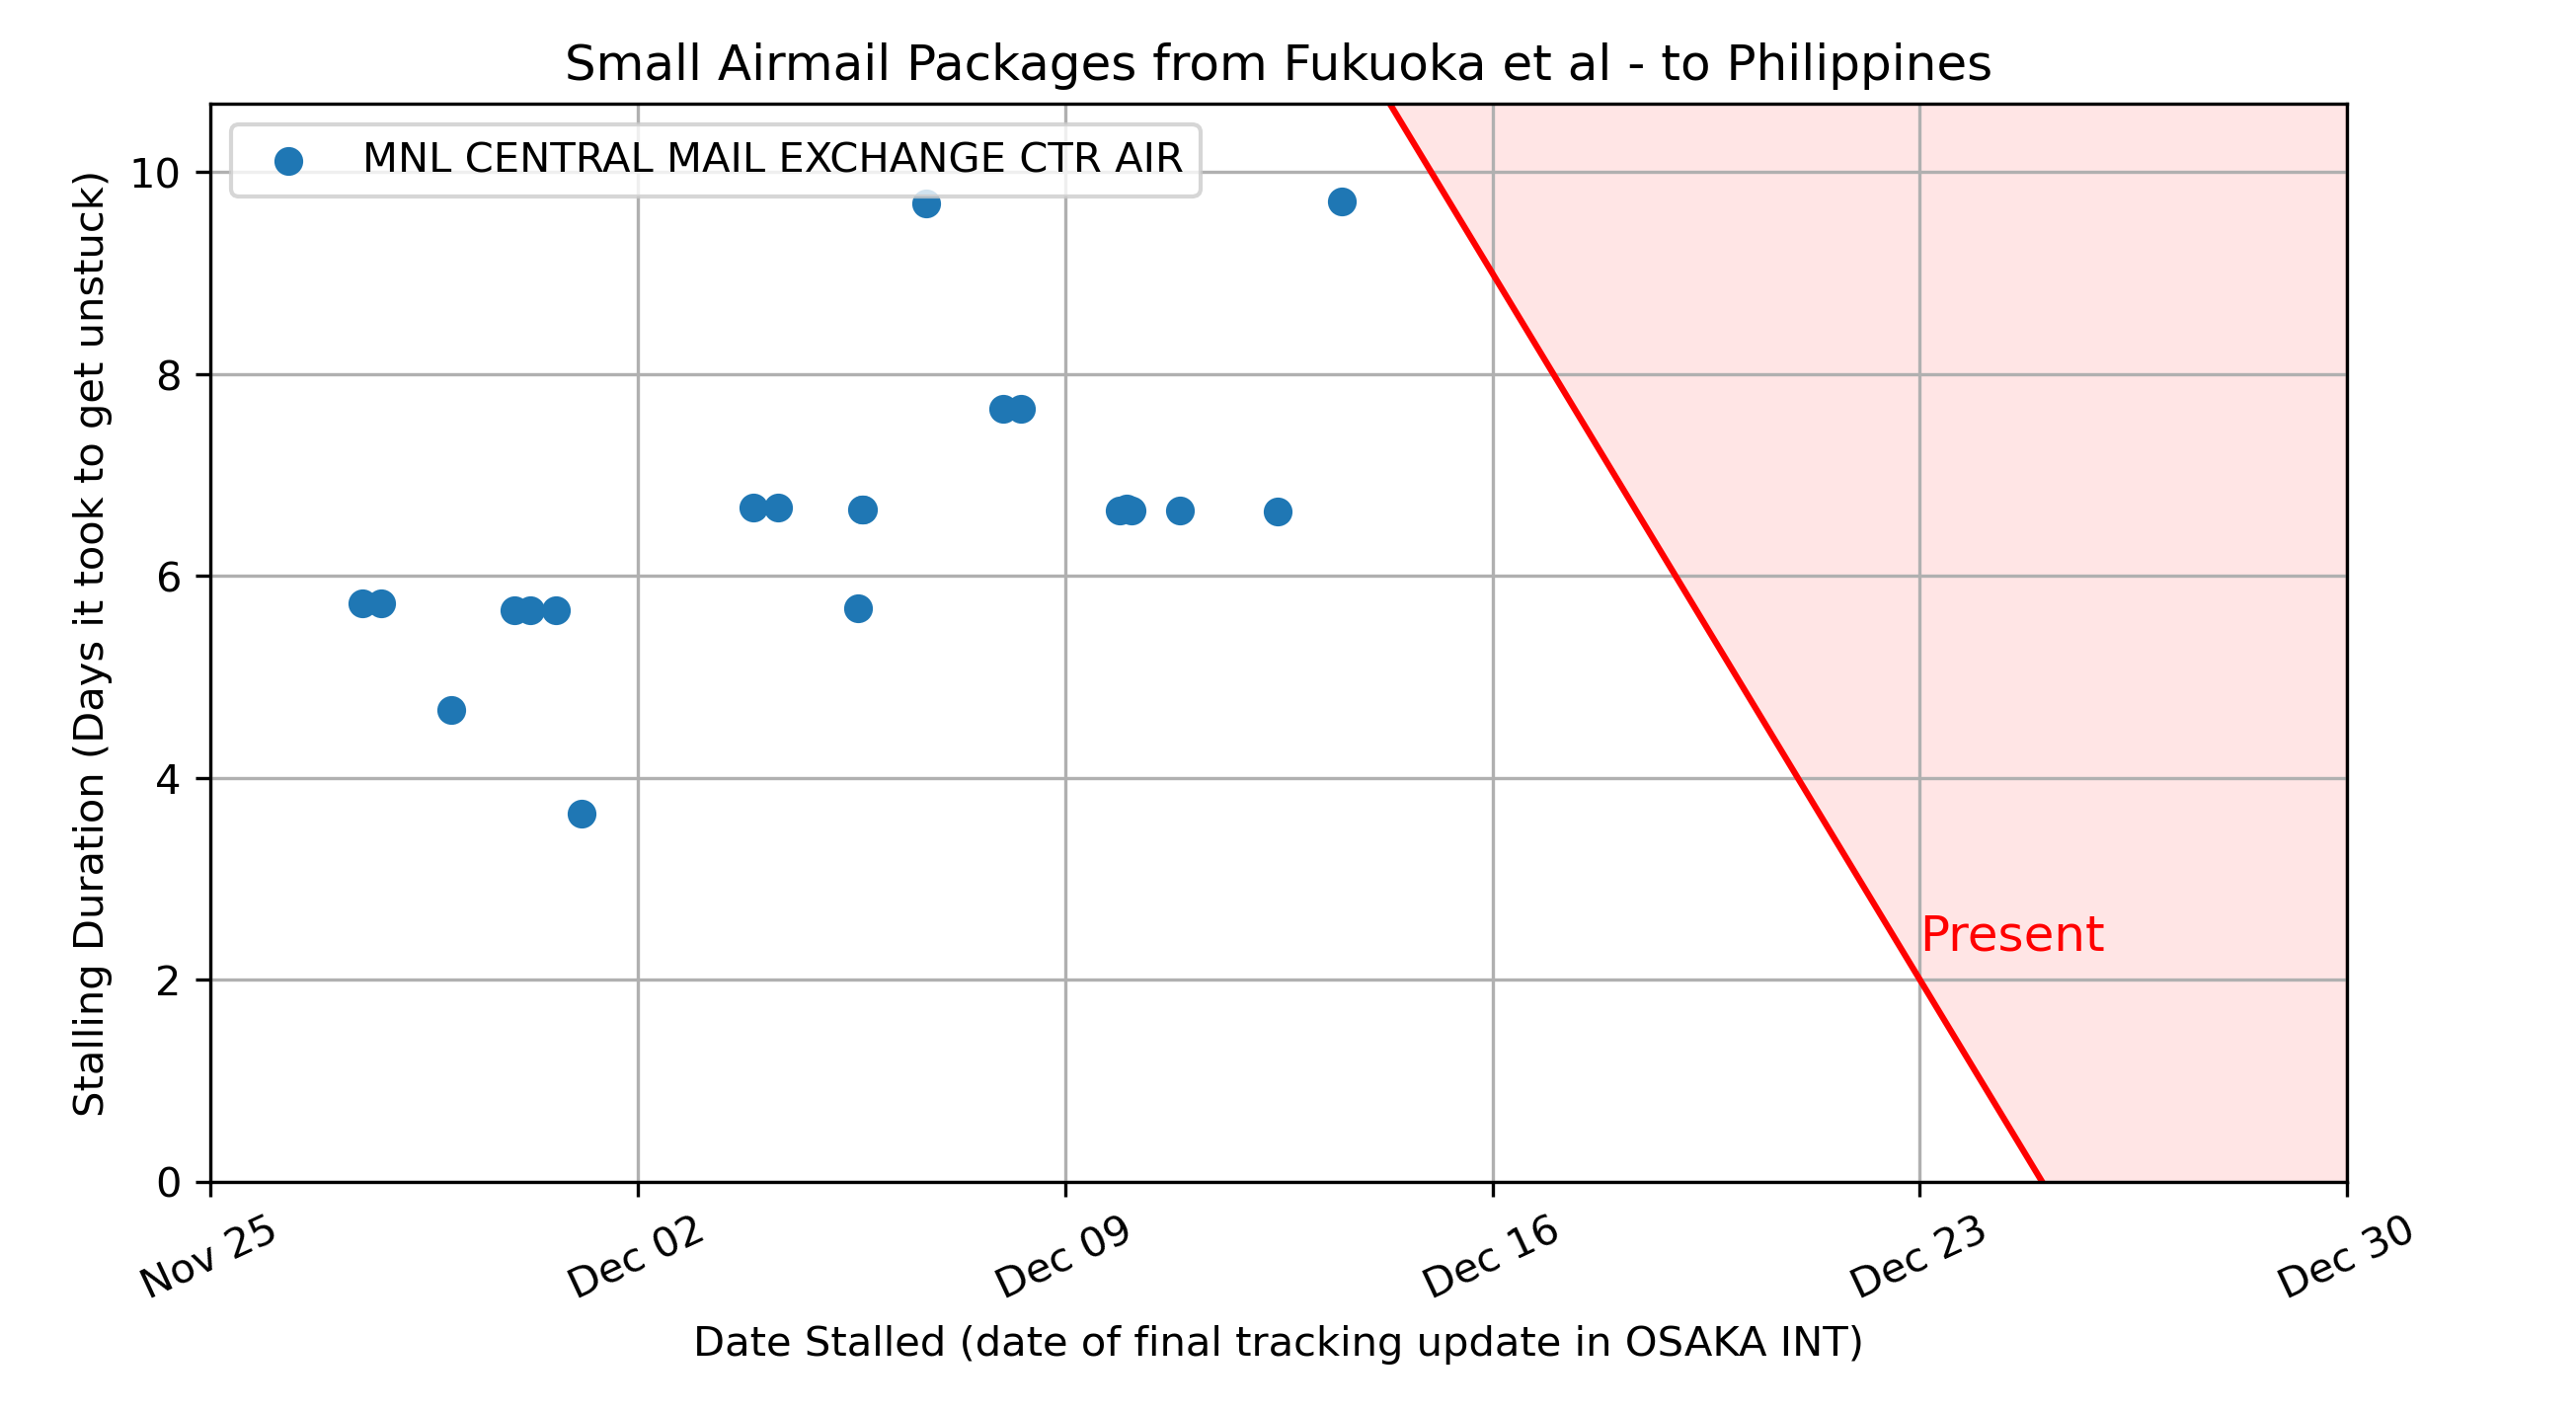 Small Airmail Packages from Fukuoka et al - to Philippines
MNL CENTRAL MAIL EXCHANGE CTR AIR
Stalling Duration (Days it took to get unstuck)
10
8
6
4
2
0
Present
Nov 25
Dec 02
Dec 09
Dec 16
Dec 23
Dec 30
Date Stalled (date of final tracking update in OSAKA INT)